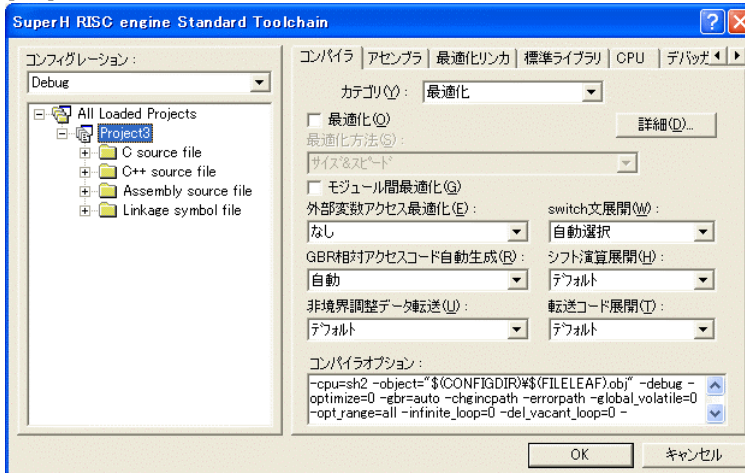 SuperH RISC engine Standard Toolchain
コンフィグレーション :
Debug
All Loaded Projects
Project3
C source file
C++ source file
Assembly source file
Linkage symbol file
コンパイラ アセンブラ 最適化リンカ 標準ライブラリ CPU デバッガ
カテゴリ(Y) : 最適化
最適化(O)
詳細(D)...
最適化方法(S) :
サイズ&スピード
モジュール間最適化(G)
外部変数アクセス最適化(E) : switch文展開(W) :
なし 自動選択
GBR相対アクセスコード自動生成(R) : シフト演算展開(H) :
自動 デフォルト
非境界調整データ転送(U) : 転送コード展開(T) :
デフォルト デフォルト
コンパイラオプション :
-cpu=sh2 -object="$(CONFIGDIR)¥$(FILELEAF).obj" -debug -
optimize=0 -gbr=auto -chgincpath -errorpath -global_volatile=0
-opt_range=all -infinite_loop=0 -del_vacant_loop=0 -
OK キャンセル